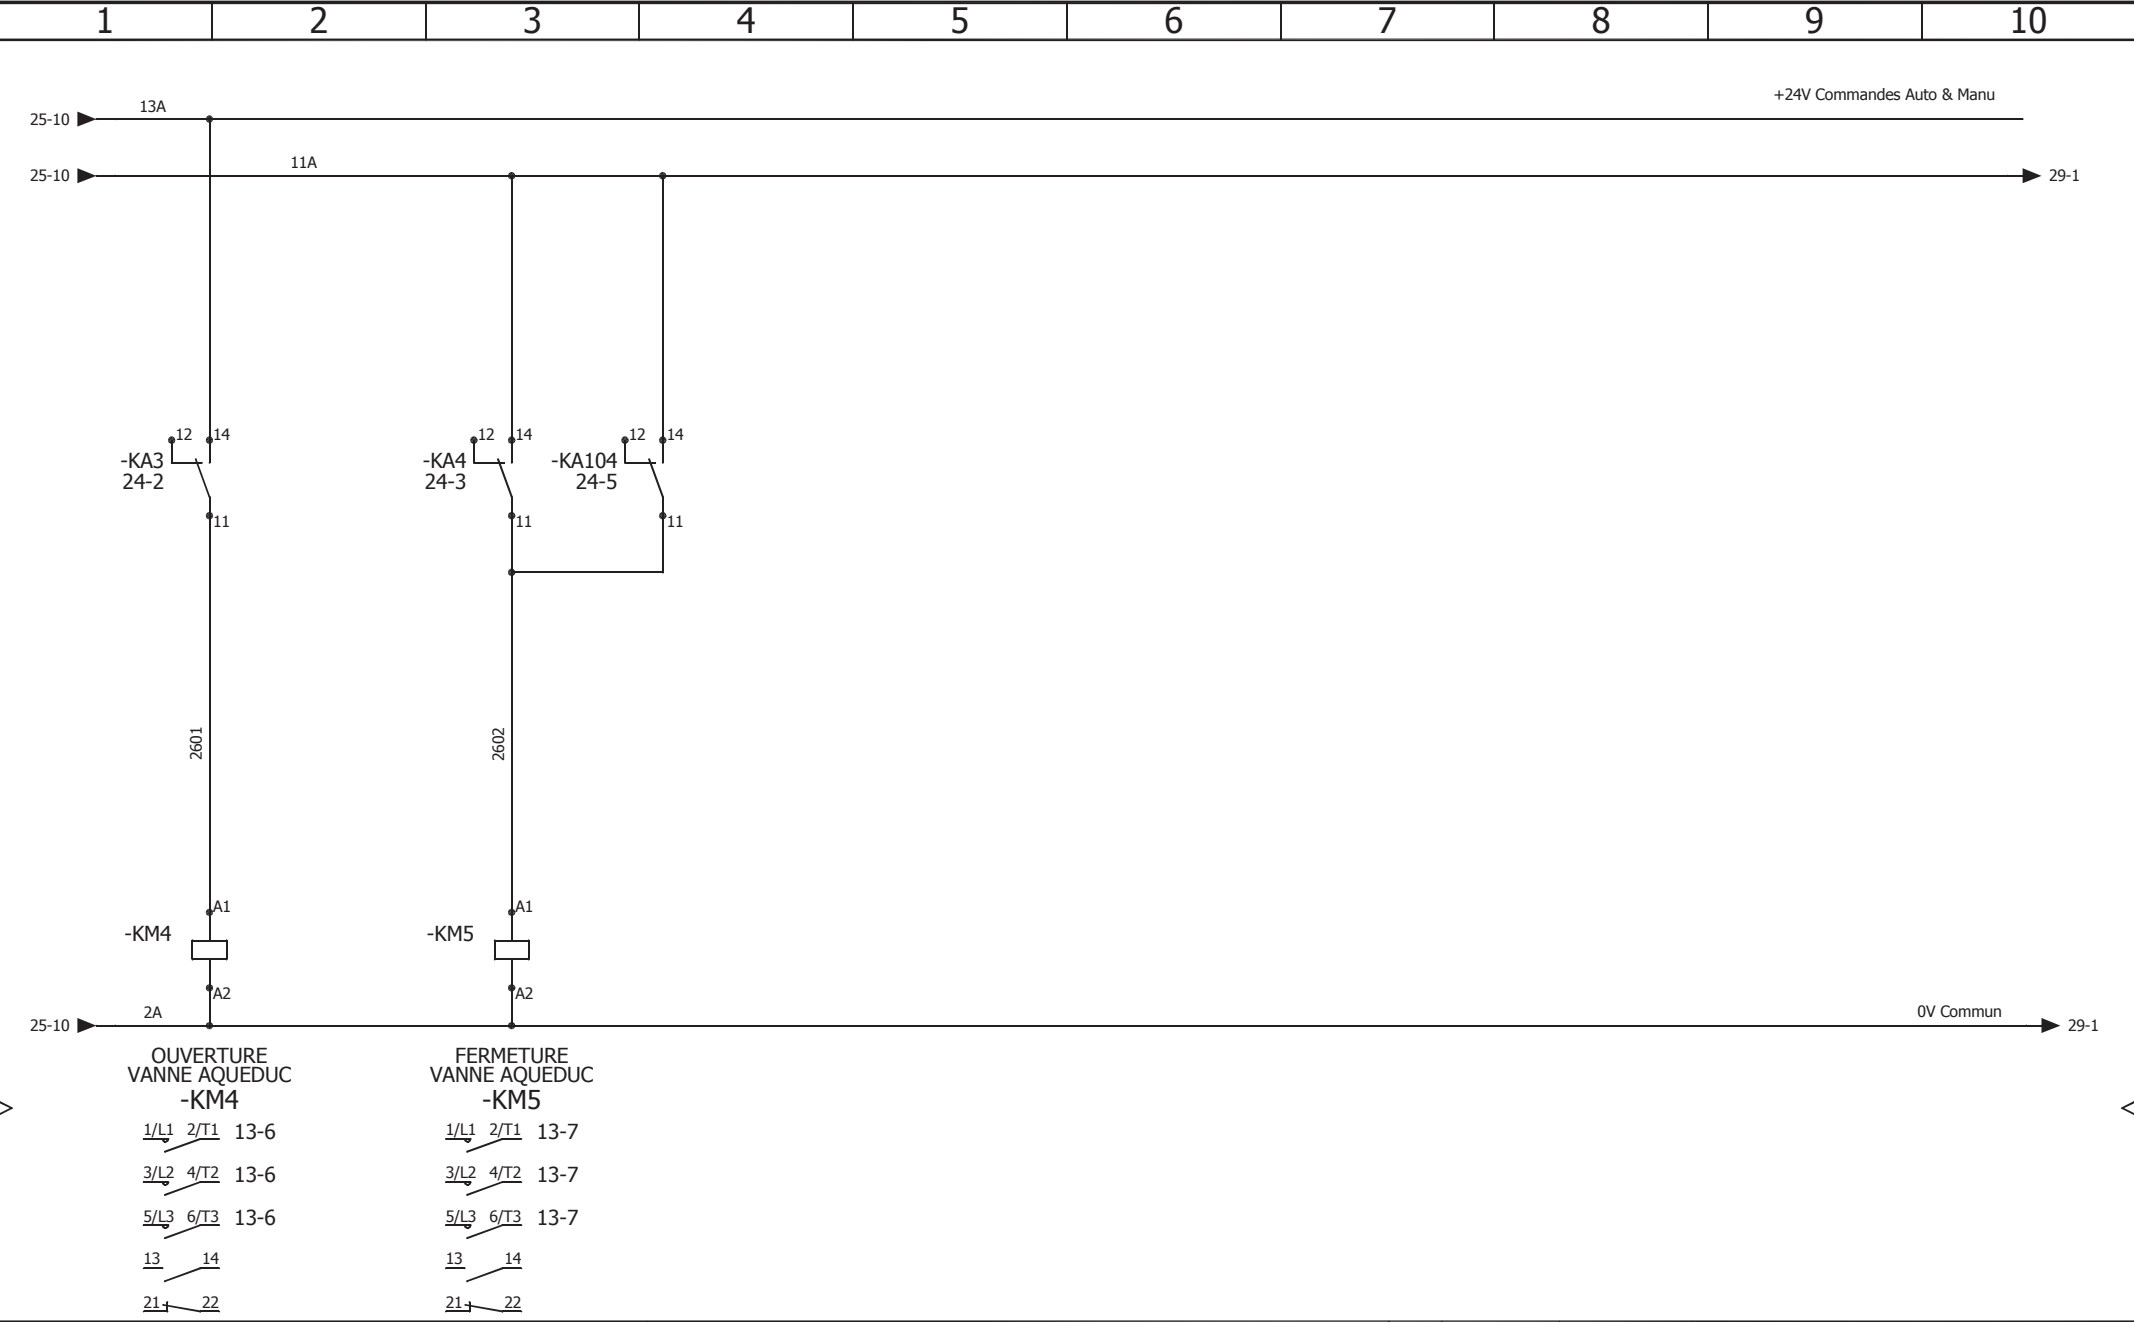 1 2 3 4 5 6 7 8 9 10
+24V Commandes Auto & Manu
13A
25-10
11A
25-10 29-1
12 14 12 14 12 14
-KA3 -KA4 -KA104
24-2 24-3 24-5
11 11 11
2601 2602
A1 A1
-KM4 -KM5
A2 A2
2A 0V Commun
25-10 29-1
OUVERTURE FERMETURE
VANNE AQUEDUC VANNE AQUEDUC
-KM4 -KM5
> <
1/L1 2/T1 13-6 1/L1 2/T1 13-7
3/L2 4/T2 13-6 3/L2 4/T2 13-7
5/L3 6/T3 13-6 5/L3 6/T3 13-7
13 14 13 14
21 22 21 22